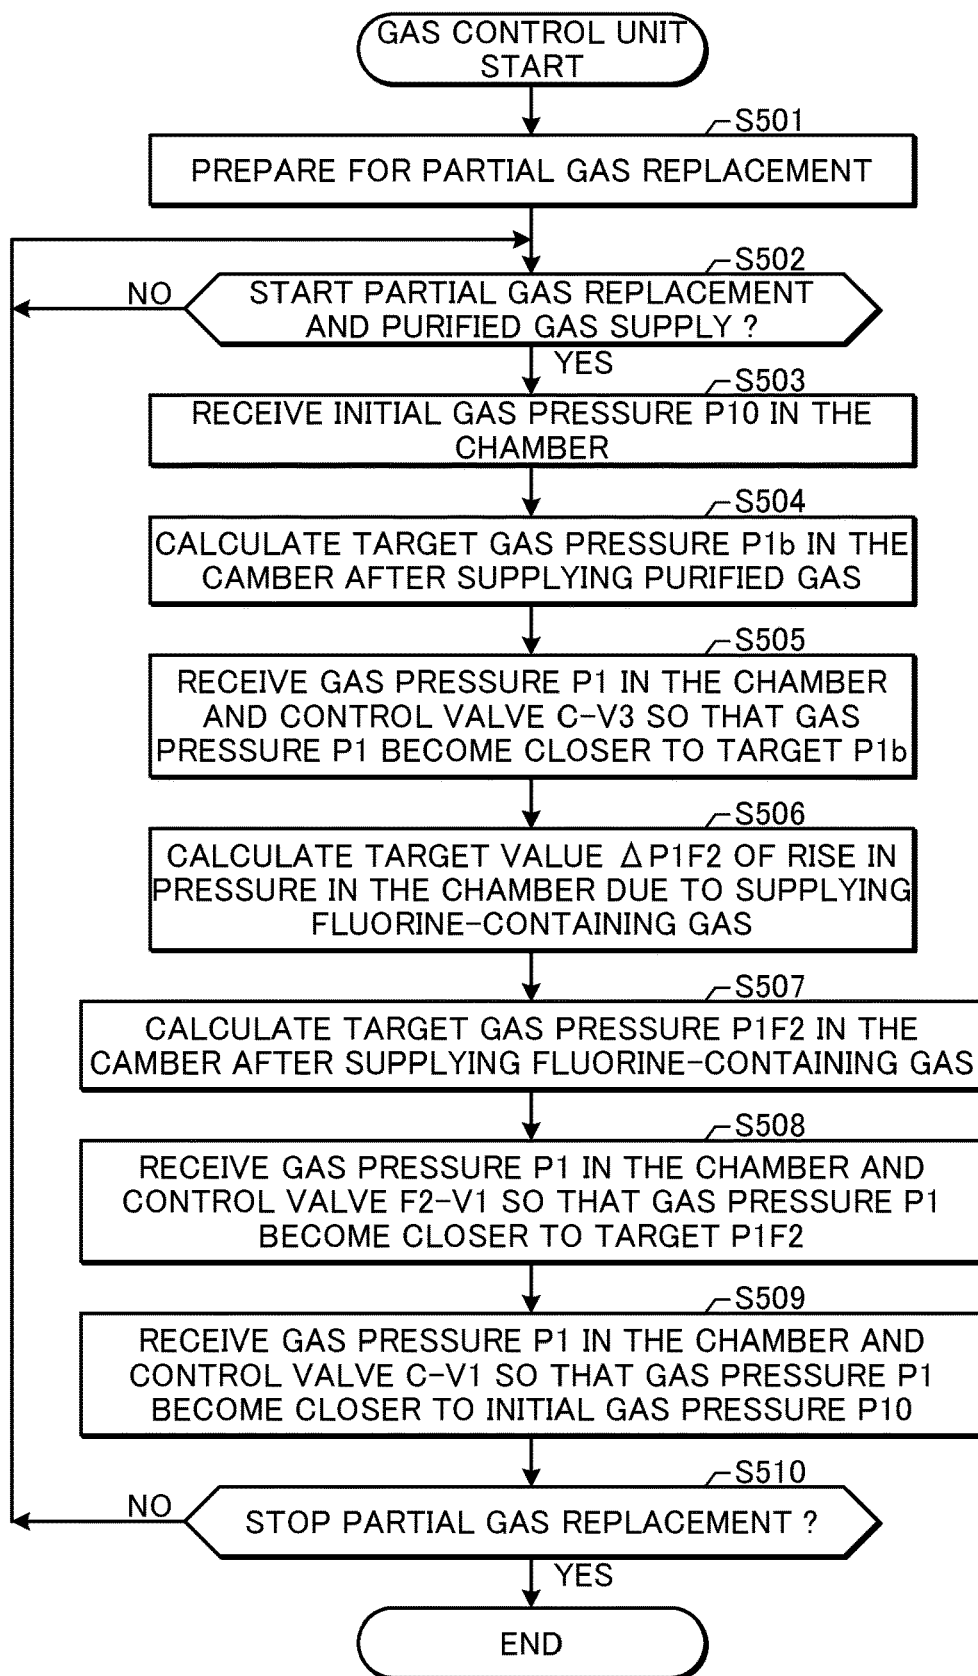 GAS CONTROL UNIT
START
S501
PREPARE FOR PARTIAL GAS REPLACEMENT
S502
NO
START PARTIAL GAS REPLACEMENT
AND PURIFIED GAS SUPPLY ?
YES
S503
RECEIVE INITIAL GAS PRESSURE P10 IN THE
CHAMBER
S504
CALCULATE TARGET GAS PRESSURE P1b IN THE
CAMBER AFTER SUPPLYING PURIFIED GAS
S505
RECEIVE GAS PRESSURE P1 IN THE CHAMBER
AND CONTROL VALVE C-V3 SO THAT GAS
PRESSURE P1 BECOME CLOSER TO TARGET P1b
S506
CALCULATE TARGET VALUE ΔP1F2 OF RISE IN
PRESSURE IN THE CHAMBER DUE TO SUPPLYING
FLUORINE-CONTAINING GAS
S507
CALCULATE TARGET GAS PRESSURE P1F2 IN THE
CAMBER AFTER SUPPLYING FLUORINE-CONTAINING GAS
S508
RECEIVE GAS PRESSURE P1 IN THE CHAMBER AND
CONTROL VALVE F2-V1 SO THAT GAS PRESSURE P1
BECOME CLOSER TO TARGET P1F2
S509
RECEIVE GAS PRESSURE P1 IN THE CHAMBER AND
CONTROL VALVE C-V1 SO THAT GAS PRESSURE P1
BECOME CLOSER TO INITIAL GAS PRESSURE P10
S510
NO
STOP PARTIAL GAS REPLACEMENT ?
YES
END